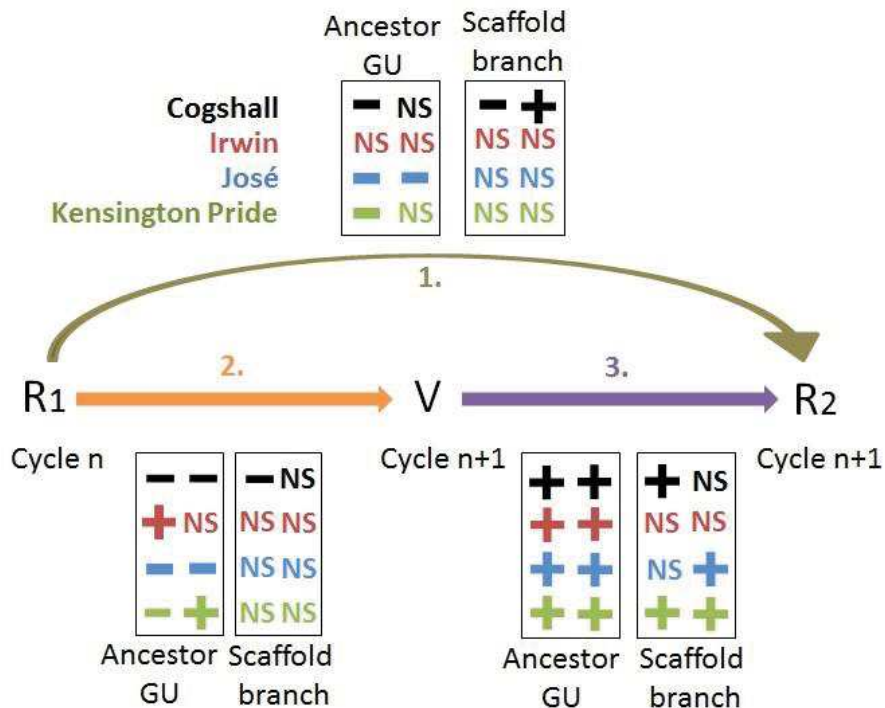 Ancestor GU Scaffold branch
Cogshall − NS − +
Irwin NS NS NS NS
José − − NS NS
Kensington Pride − NS NS NS
1.
R1 2. V 3. R2
Cycle n Cycle n+1 Cycle n+1
− − − NS + + + NS
+ NS NS NS + + NS NS
− − NS NS + + NS +
− + NS NS + + + +
Ancestor GU Scaffold branch Ancestor GU Scaffold branch